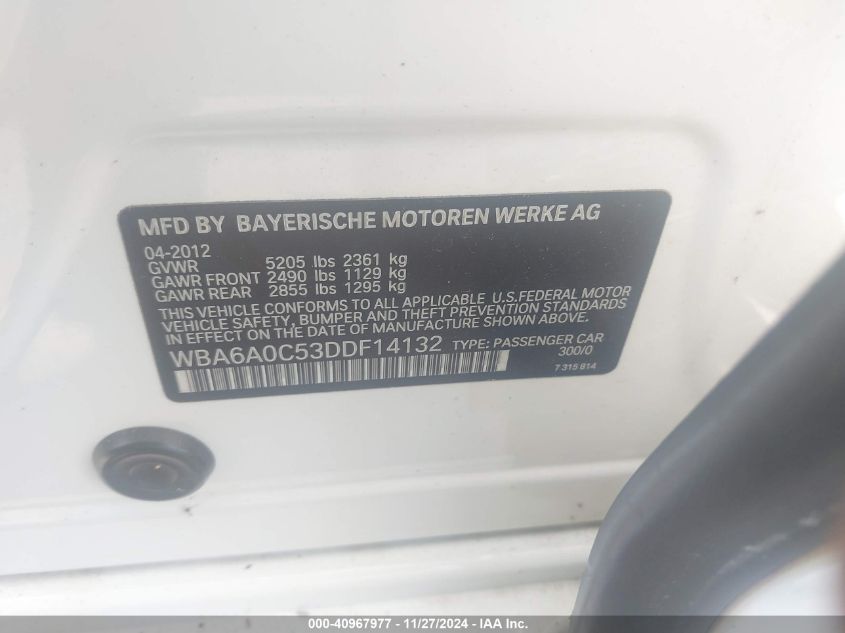 MFD BY BAYERISCHE MOTOREN WERKE AG
04-2012
GVWR 5205 lbs 2361 kg
GAWR FRONT 2490 lbs 1129 kg
GAWR REAR 2855 lbs 1295 kg
THIS VEHICLE CONFORMS TO ALL APPLICABLE U.S.FEDERAL MOTOR
VEHICLE SAFETY, BUMPER AND THEFT PREVENTION STANDARDS
IN EFFECT ON THE DATE OF MANUFACTURE SHOWN ABOVE.
WBA6A0C53DDF14132 TYPE: PASSENGER CAR
300/0
7 315 814
000-40967977 - 11/27/2024 - IAA Inc.